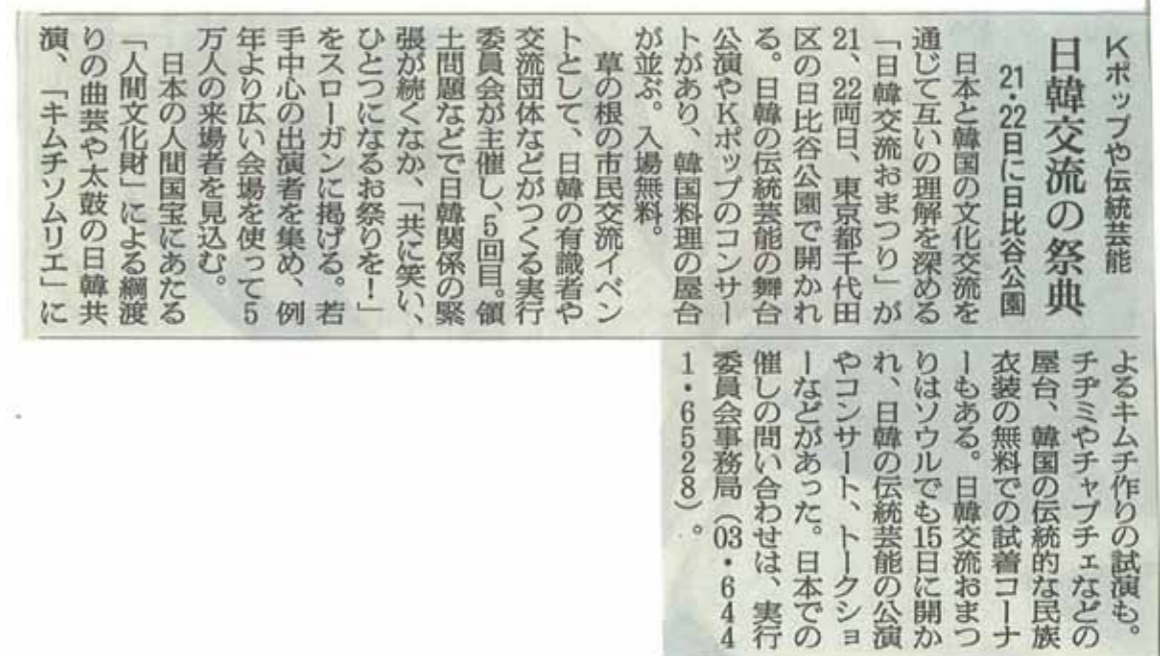 Kポップや伝統芸能
日韓交流の祭典
21・22日に日比谷公園
日本と韓国の文化交流を
通じて互いの理解を深める
「日韓交流おまつり」が
21、22両日、東京都千代田
区の日比谷公園で開かれ
る。日韓の伝統芸能の舞台
公演やKポップのコンサー
トがあり、韓国料理の屋台
が並ぶ。入場無料。
草の根の市民交流イベン
トとして、日韓の有識者や
交流団体などがつくる実行
委員会が主催し、5回目。領
土問題などで日韓関係の緊
張が続くなか、「共に笑い、
ひとつになるお祭りを!」
をスローガンに掲げる。若
手中心の出演者を集め、例
年より広い会場を使って5
万人の来場者を見込む。
日本の人間国宝にあたる
「人間文化財」による綱渡
りの曲芸や太鼓の日韓共
演、「キムチソムリエ」に
よるキムチ作りの試演も。
チヂミやチャプチェなどの
屋台、韓国の伝統的な民族
衣装の無料での試着コーナ
ーもある。日韓交流おまつ
りはソウルでも15日に開か
れ、日韓の伝統芸能の公演
やコンサート、トークショ
ーなどがあった。日本での
催しの問い合わせは、実行
委員会事務局(03・644
1・6528)。